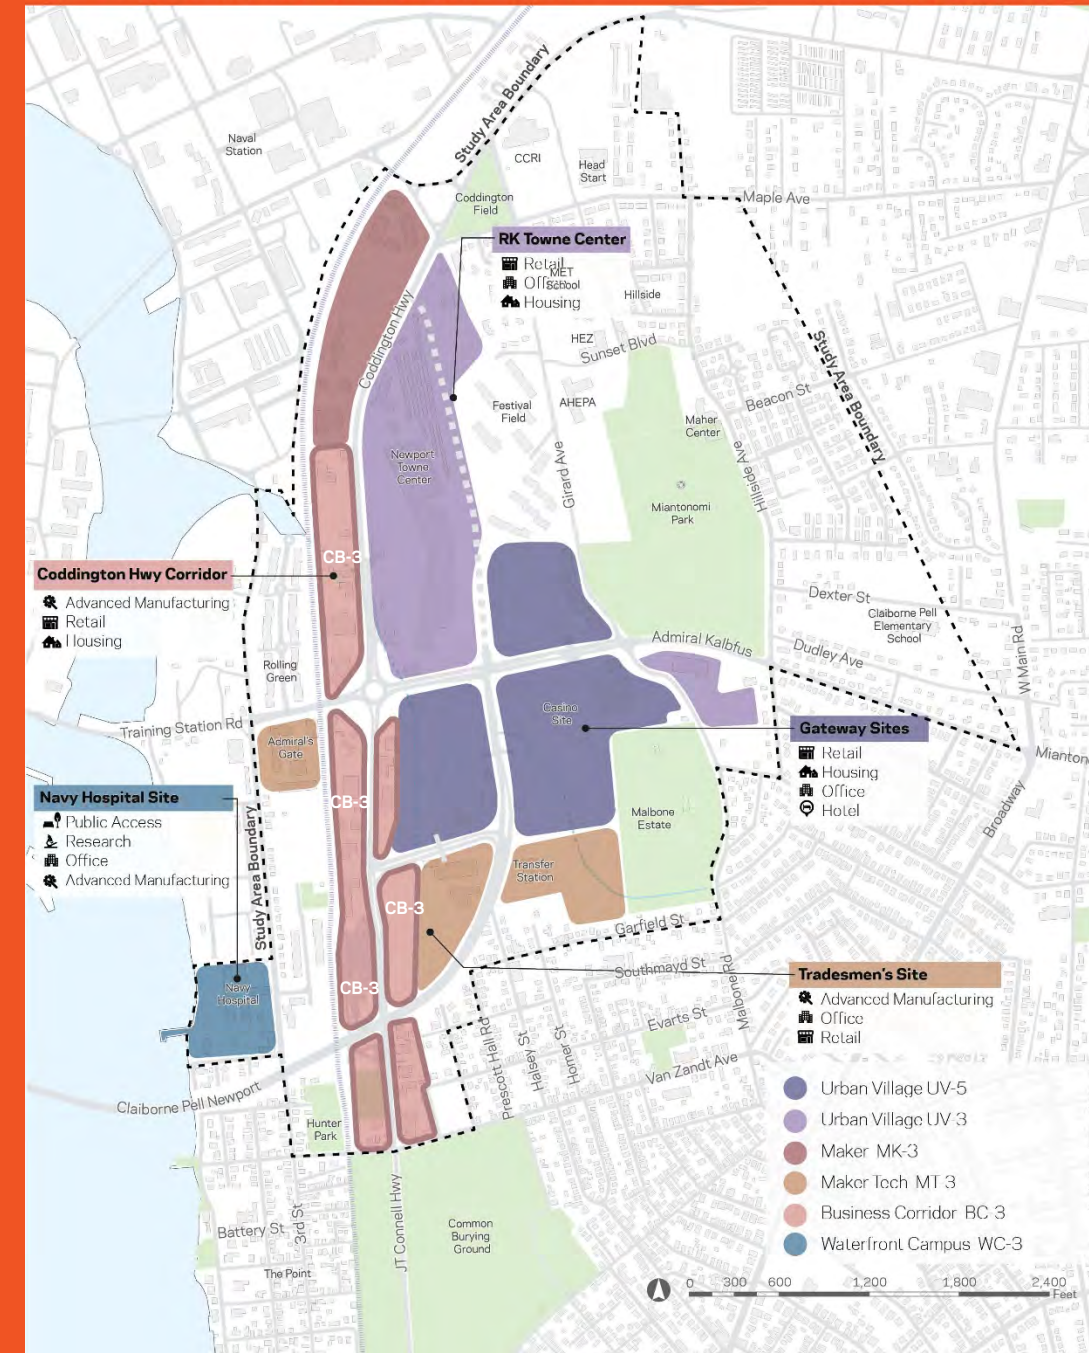 Study Area Boundary
Naval
Station
CCRI
Head
Start
Coddington
Field
Maple Ave
RK Towne Center
Retail
Office
Housing
MET
School
Hillside
HEZ
Sunset Blvd
Coddington Hwy
Study Area Boundary
Beacon St
Festival
Field
AHEPA
Maher
Center
Girard Ave
Hillside Ave
Newport
Towne
Center
Miantonomi
Park
CB-3
Coddington Hwy Corridor
Advanced Manufacturing
Retail
Housing
Dexter St
Claiborne Pell
Elementary
School
Admiral Kalbfus
Dudley Ave
W Main Rd
Rolling
Green
Training Station Rd
Admiral's
Gate
Casino
Site
Gateway Sites
Retail
Housing
Office
Hotel
Mianton
Broadway
Navy Hospital Site
Public Access
Research
Office
Advanced Manufacturing
CB-3
Malbone
Estate
Study Area Boundary
Transfer
Station
CB-3
Garfield St
Southmayd St
Malbone Rd
Tradesmen's Site
Advanced Manufacturing
Office
Retail
Navy
Hospital
CB-3
Evarts St
Prescott Hall Rd
Halsey St
Homer St
Van Zandt Ave
Claiborne Pell Newport
Hunter
Park
Urban Village UV-5
Urban Village UV-3
Maker MK-3
Maker Tech MT-3
Business Corridor BC-3
Waterfront Campus WC-3
Battery St
3rd St
JT Connell Hwy
Common
Burying
Ground
The Point
0 300 600 1,200 1,800 2,400
Feet